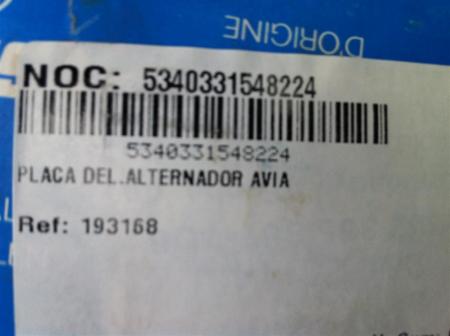 D'ORIGINE
NOC: 5340331548224
5340331548224
PLACA DEL.ALTERNADOR AVIA
Ref: 193168